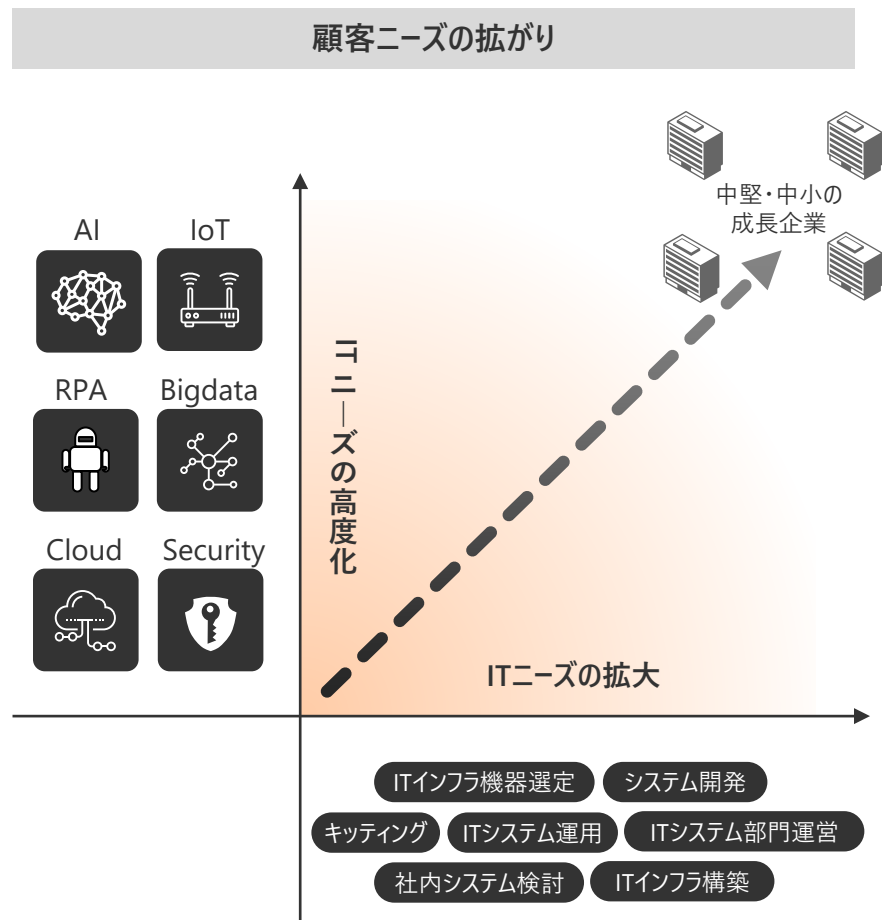 顧客ニーズの拡がり
中堅・中小の
成長企業
AI
IoT
RPA
Bigdata
Cloud
Security
ITニーズの高度化
ITニーズの拡大
ITインフラ機器選定
システム開発
キッティング
ITシステム運用
ITシステム部門運営
社内システム検討
ITインフラ構築